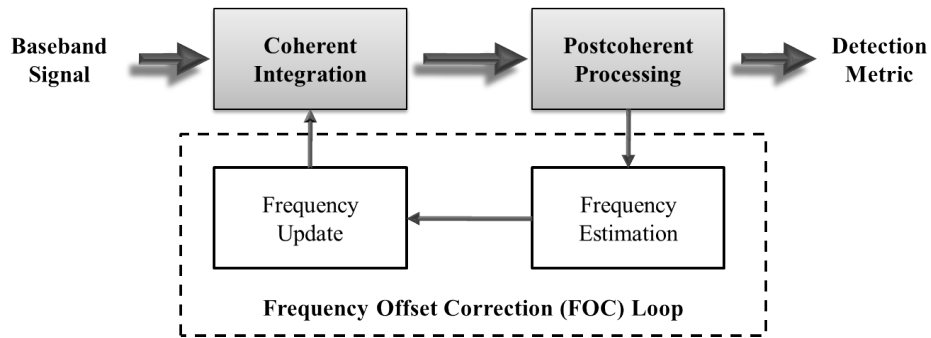 Baseband
Signal
Coherent
Integration
Postcoherent
Processing
Detection
Metric
Frequency
Update
Frequency
Estimation
Frequency Offset Correction (FOC) Loop